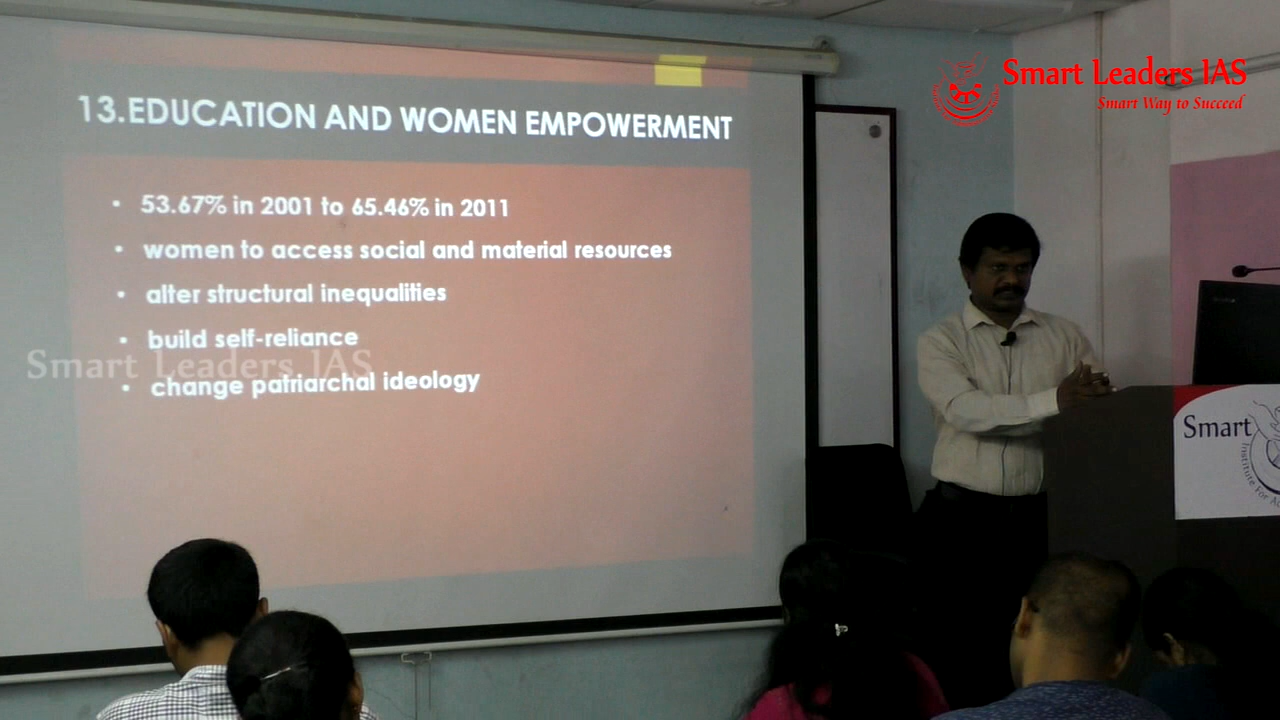 Smart Leaders IAS
Smart Way to Succeed
13.EDUCATION AND WOMEN EMPOWERMENT
• 53.67% in 2001 to 65.46% in 2011
• women to access social and material resources
• alter structural inequalities
• build self-reliance
• change patriarchal ideology
Smart Leaders IAS
Smart
Institute For